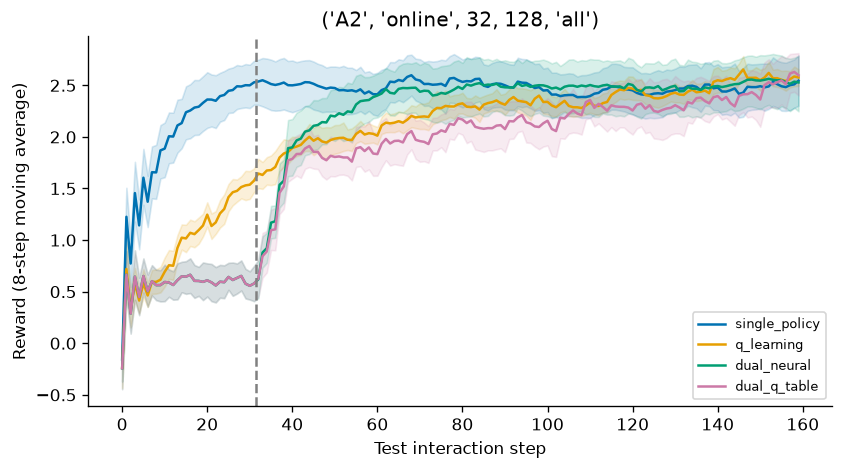 ('A2', 'online', 32, 128, 'all')
Reward (8-step moving average)
2.5
2.0
1.5
1.0
0.5
0.0
−0.5
0 20 40 60 80 100 120 140 160
Test interaction step
single_policy
q_learning
dual_neural
dual_q_table